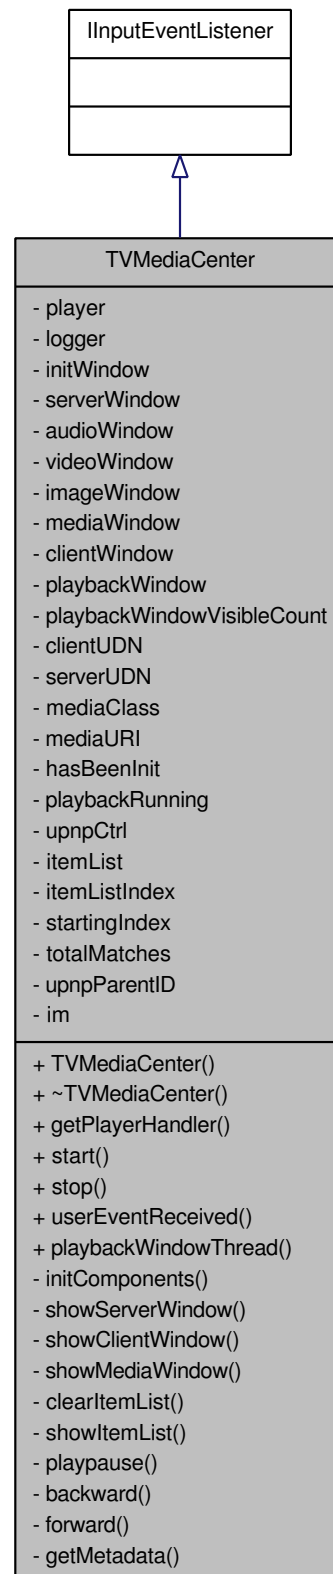 IInputEventListener
TVMediaCenter
- player
- logger
- initWindow
- serverWindow
- audioWindow
- videoWindow
- imageWindow
- mediaWindow
- clientWindow
- playbackWindow
- playbackWindowVisibleCount
- clientUDN
- serverUDN
- mediaClass
- mediaURI
- hasBeenInit
- playbackRunning
- upnpCtrl
- itemList
- itemListIndex
- startingIndex
- totalMatches
- upnpParentID
- im
+ TVMediaCenter()
+ ~TVMediaCenter()
+ getPlayerHandler()
+ start()
+ stop()
+ userEventReceived()
+ playbackWindowThread()
- initComponents()
- showServerWindow()
- showClientWindow()
- showMediaWindow()
- clearItemList()
- showItemList()
- playpause()
- backward()
- forward()
- getMetadata()